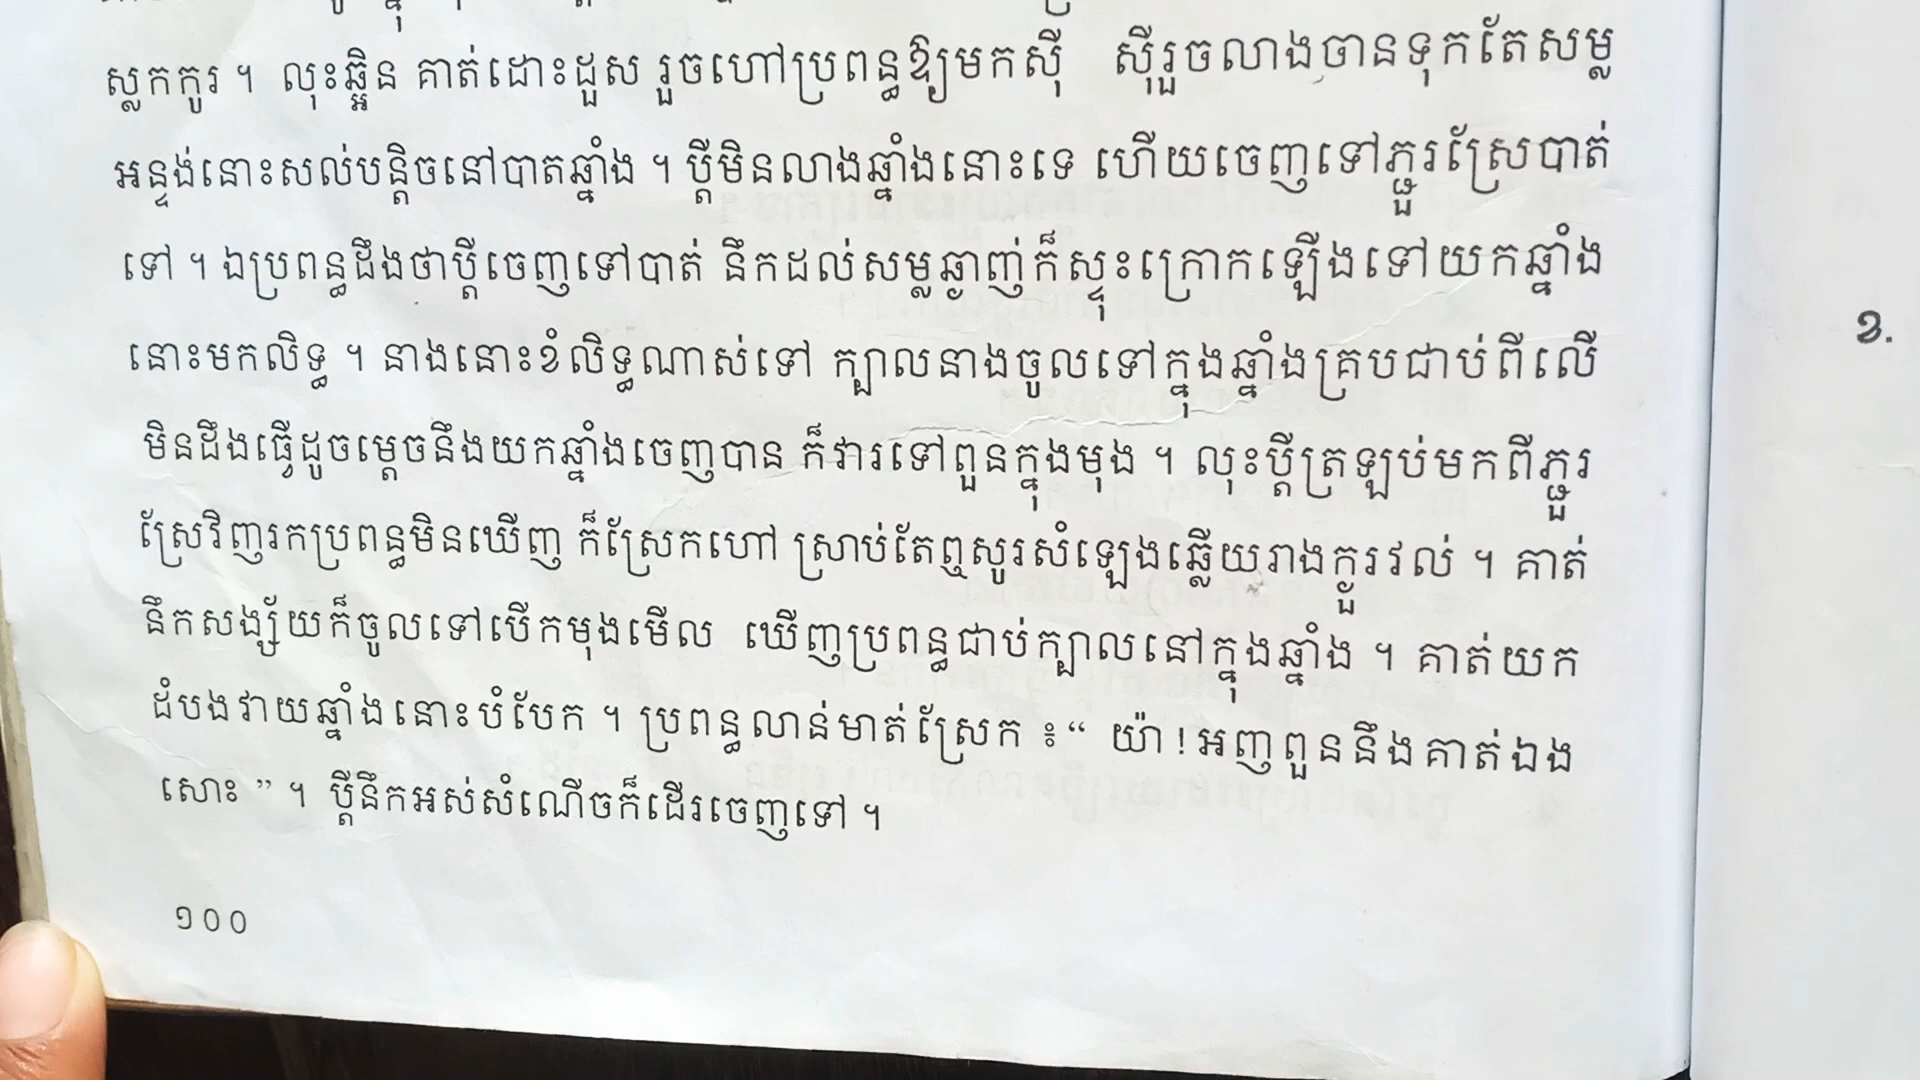 ស្លកកូរ ។ លុះឆ្អិន គាត់ដោះដួស រួចហៅប្រពន្ធឱ្យមកស៊ី ស៊ីរួចលាងចានទុកតែសម្ល
អន្ទង់នោះសល់បន្តិចនៅបាតឆ្នាំង ។ ប្ដីមិនលាងឆ្នាំងនោះទេ ហើយចេញទៅភ្ជួរស្រែបាត់
ទៅ ។ ឯប្រពន្ធដឹងថាប្ដីចេញទៅបាត់ នឹកដល់សម្លឆ្ងាញ់ក៏ស្ទុះក្រោកឡើងទៅយកឆ្នាំង
នោះមកលិទ្ធ ។ នាងនោះខំលិទ្ធណាស់ទៅ ក្បាលនាងចូលទៅក្នុងឆ្នាំងគ្របជាប់ពីលើ
មិនដឹងធ្វើដូចម្ដេចនឹងយកឆ្នាំងចេញបាន ក៏វារទៅពួនក្នុងមុង ។ លុះប្ដីត្រឡប់មកពីភ្ជួរ
ស្រែវិញរកប្រពន្ធមិនឃើញ ក៏ស្រែកហៅ ស្រាប់តែឮសូរសំឡេងឆ្លើយរាងក្អួរវល់ ។ គាត់
នឹកសង្ស័យក៏ចូលទៅបើកមុងមើល ឃើញប្រពន្ធជាប់ក្បាលនៅក្នុងឆ្នាំង ។ គាត់យក
ដំបងវាយឆ្នាំងនោះបំបែក ។ ប្រពន្ធលាន់មាត់ស្រែក ៖ “ យ៉ា ! អញពួននឹងគាត់ឯង
សោះ ” ។ ប្ដីនឹកអស់សំណើចក៏ដើរចេញទៅ ។
១០០
ខ.